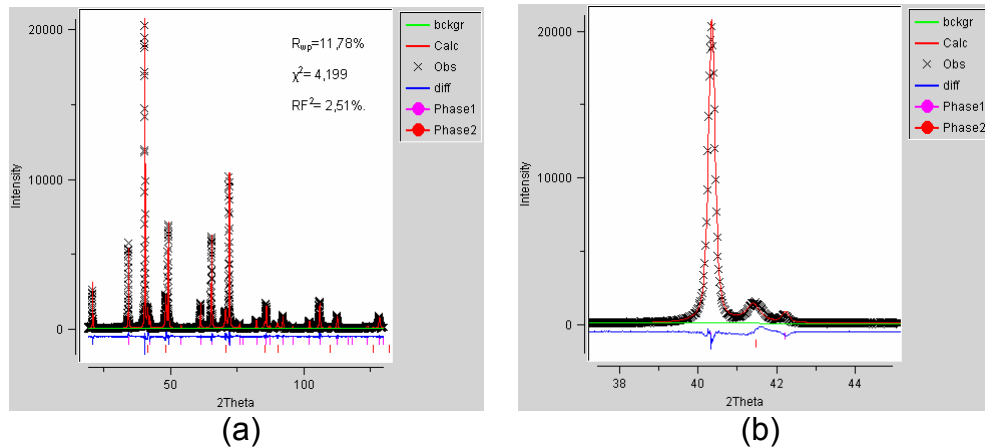 20000
10000
0
Intensity
50
100
2Theta
R_wp=11,78%
χ²= 4,199
RF²= 2,51%.
bckgr
Calc
Obs
diff
Phase1
Phase2
(a)
20000
10000
0
Intensity
38
40
42
44
2Theta
bckgr
Calc
Obs
diff
Phase1
Phase2
(b)